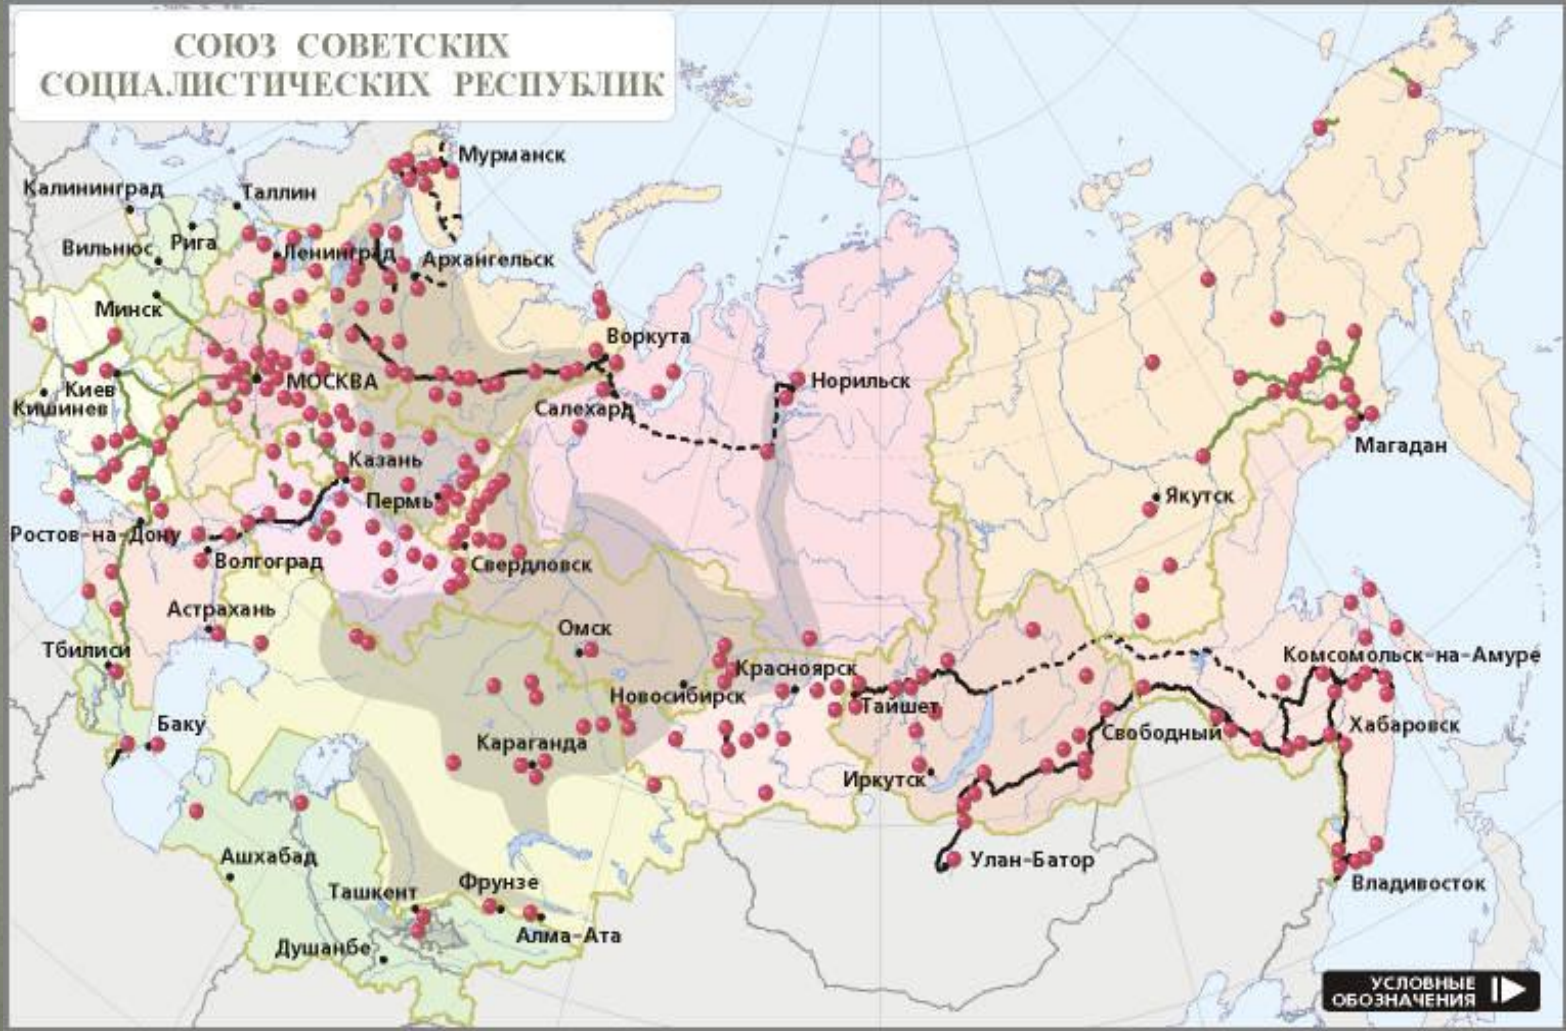 СОЮЗ СОВЕТСКИХ
СОЦИАЛИСТИЧЕСКИХ РЕСПУБЛИК
Мурманск
Калининград
Таллин
Рига
Вильнюс
Ленинград
Архангельск
Минск
Воркута
МОСКВА
Норильск
Киев
Кишинев
Салехард
Магадан
Казань
Пермь
Якутск
Ростов-на-Дону
Волгоград
Свердловск
Астрахань
Омск
Тбилиси
Комсомольск-на-Амуре
Красноярск
Новосибирск
Тайшет
Баку
Караганда
Свободный
Хабаровск
Иркутск
Ашхабад
Улан-Батор
Ташкент
Фрунзе
Владивосток
Алма-Ата
Душанбе
УСЛОВНЫЕ
ОБОЗНАЧЕНИЯ